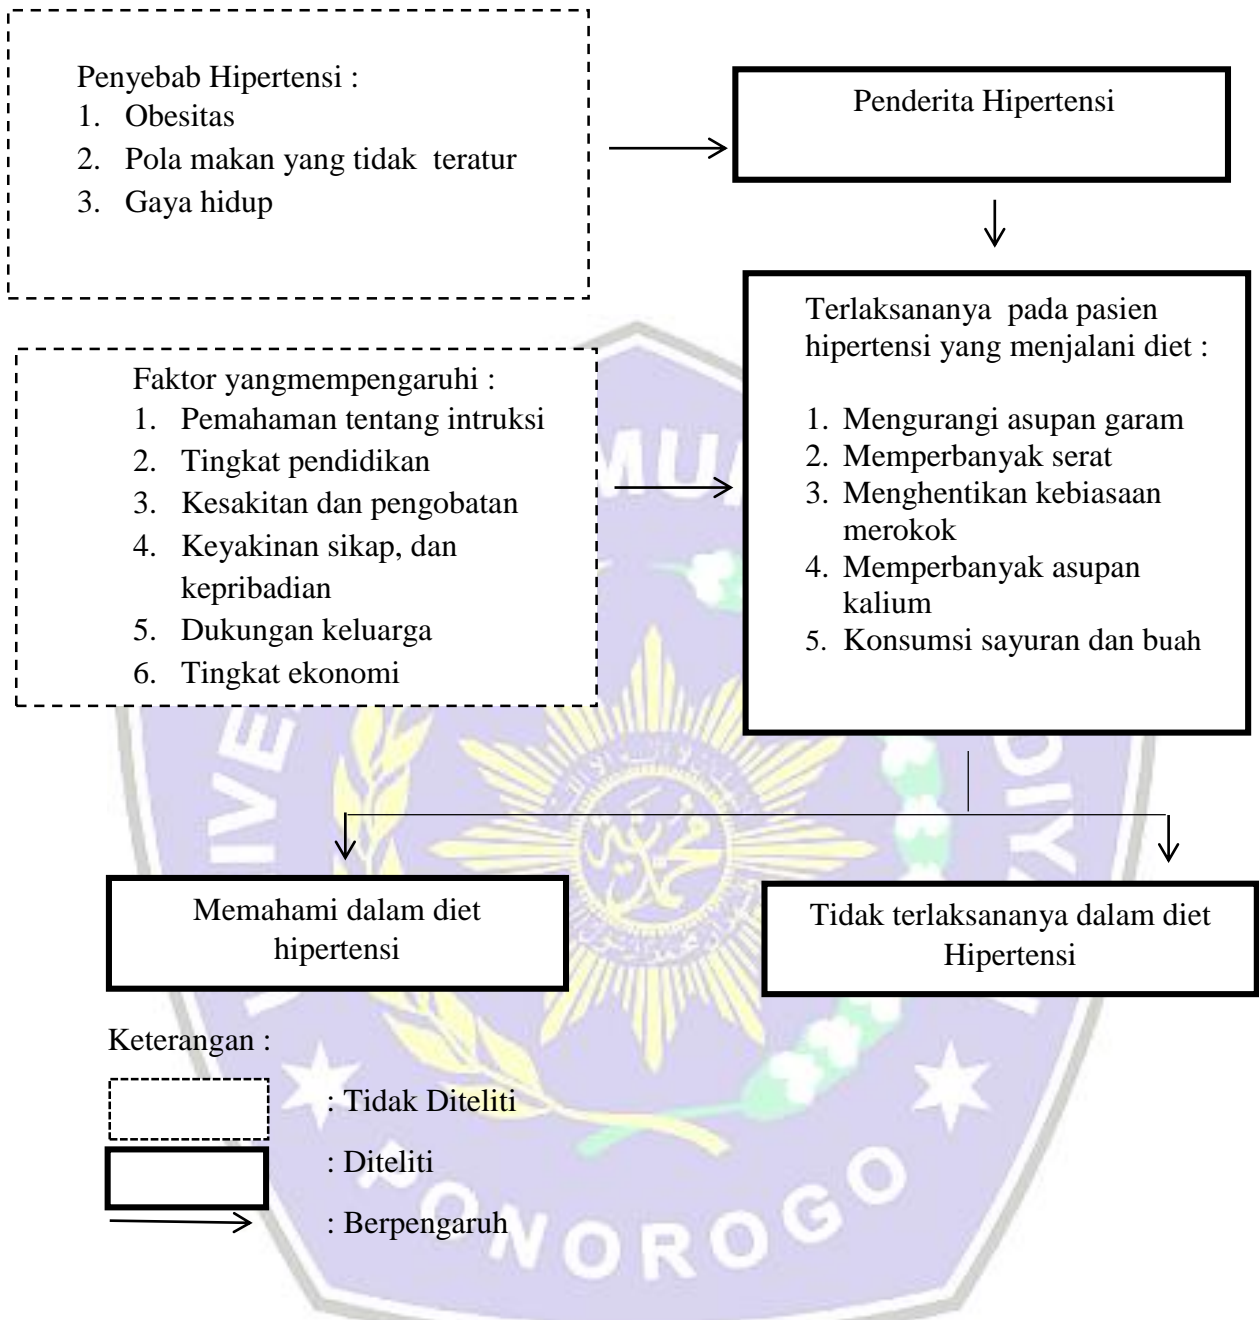 Penyebab Hipertensi :
1. Obesitas
2. Pola makan yang tidak teratur
3. Gaya hidup
Penderita Hipertensi
Terlaksananya pada pasien
hipertensi yang menjalani diet :
1. Mengurangi asupan garam
2. Memperbanyak serat
3. Menghentikan kebiasaan
merokok
4. Memperbanyak asupan
kalium
5. Konsumsi sayuran dan buah
Faktor yangmempengaruhi :
1. Pemahaman tentang intruksi
2. Tingkat pendidikan
3. Kesakitan dan pengobatan
4. Keyakinan sikap, dan
kepribadian
5. Dukungan keluarga
6. Tingkat ekonomi
Memahami dalam diet
hipertensi
Tidak terlaksananya dalam diet
Hipertensi
Keterangan :
: Tidak Diteliti
: Diteliti
: Berpengaruh
PONOROGO